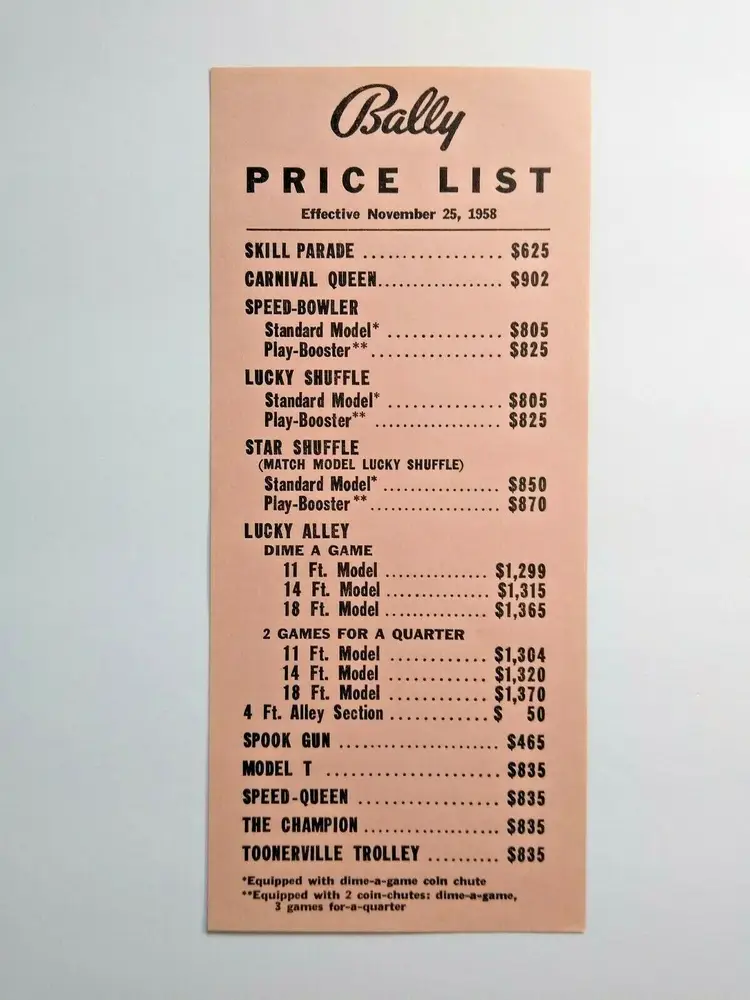 Bally
PRICE LIST
Effective November 25, 1958
SKILL PARADE ................. $625
CARNIVAL QUEEN................. $902
SPEED-BOWLER
Standard Model* .............. $805
Play-Booster**................ $825
LUCKY SHUFFLE
Standard Model* .............. $805
Play-Booster** ............... $825
STAR SHUFFLE
(MATCH MODEL LUCKY SHUFFLE)
Standard Model* .............. $850
Play-Booster**................ $870
LUCKY ALLEY
DIME A GAME
11 Ft. Model .............. $1,299
14 Ft. Model .............. $1,315
18 Ft. Model .............. $1,365
2 GAMES FOR A QUARTER
11 Ft. Model ............. $1,304
14 Ft. Model ............. $1,320
18 Ft. Model ............. $1,370
4 Ft. Alley Section ............ $ 50
SPOOK GUN ................... $465
MODEL T ..................... $835
SPEED-QUEEN ................. $835
THE CHAMPION ................ $835
TOONERVILLE TROLLEY ......... $835
*Equipped with dime-a-game coin chute
**Equipped with 2 coin-chutes: dime-a-game,
3 games for-a-quarter